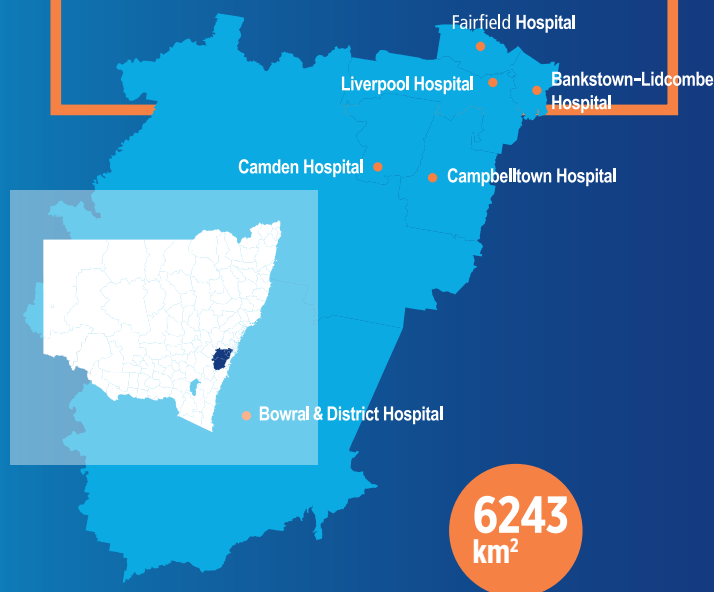 Fairfield Hospital
Liverpool Hospital
Bankstown-Lidcombe
Hospital
Camden Hospital
Campbelltown Hospital
Bowral & District Hospital
6243
km²